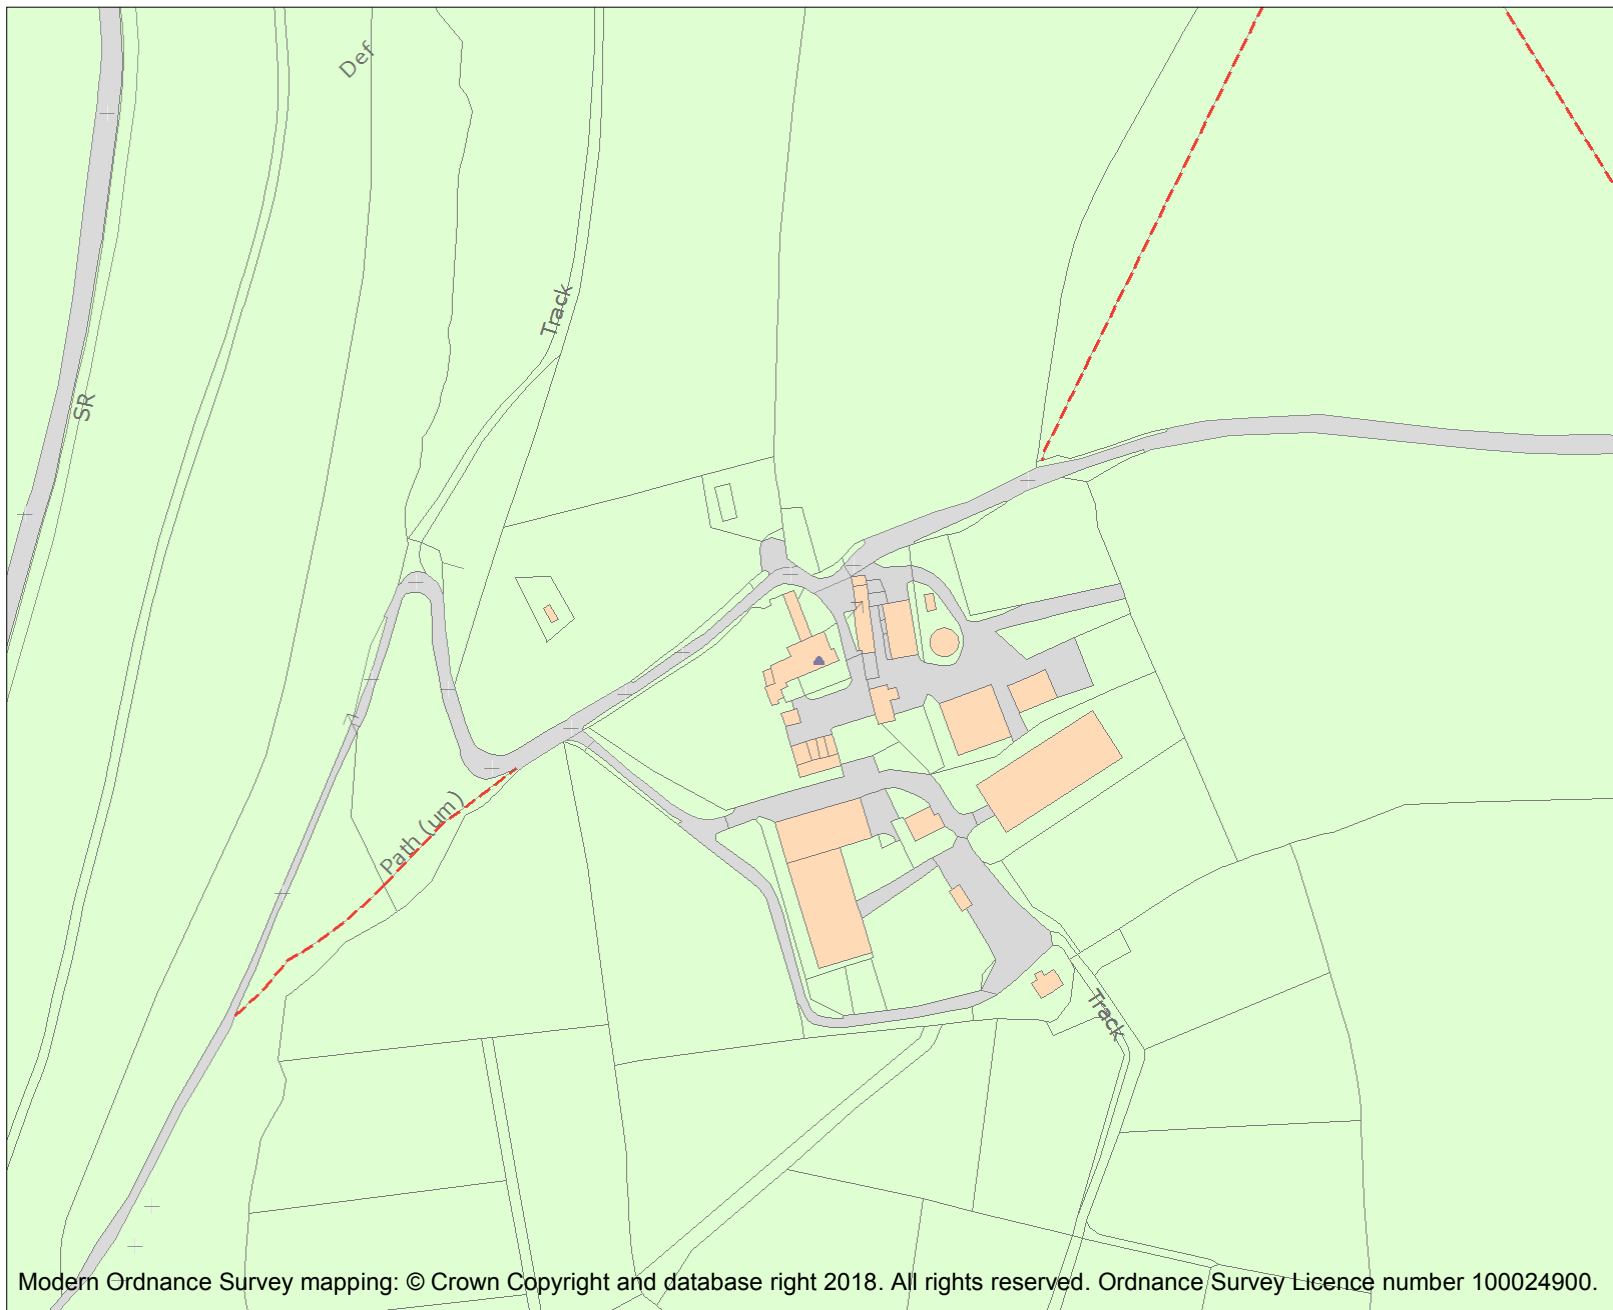 Def
Track
SR
Path (um)
Track
Modern Ordnance Survey mapping: © Crown Copyright and database right 2018. All rights reserved. Ordnance Survey Licence number 100024900.